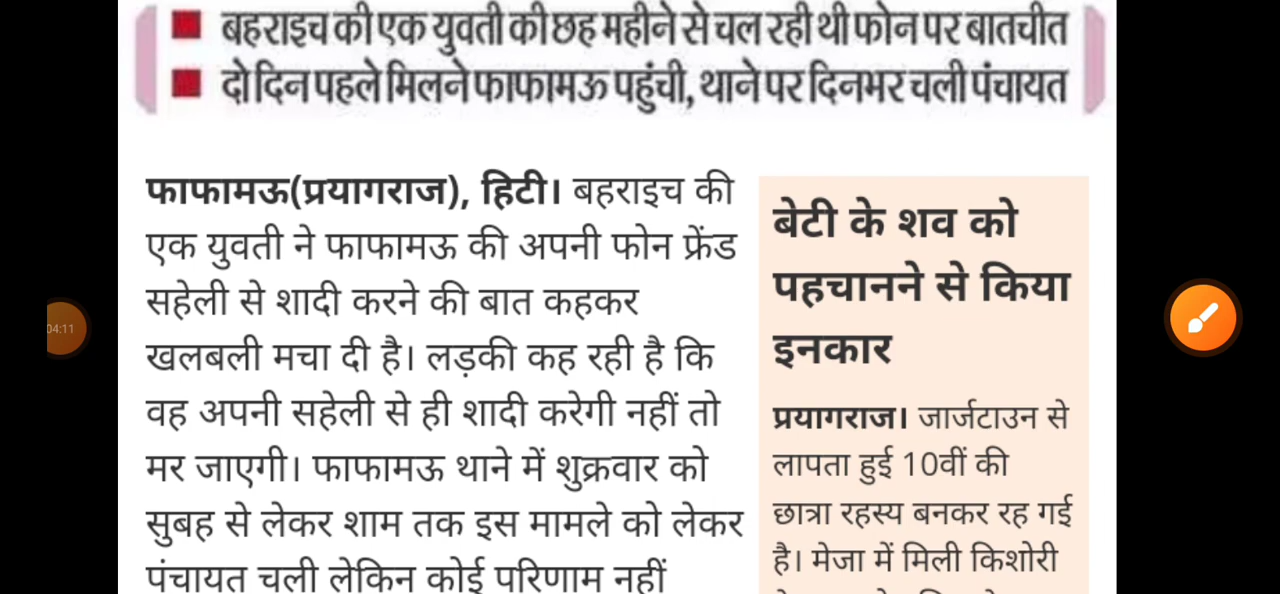 बहराइच की एक युवती की छह महीने से चल रही थी फोन पर बातचीत
दो दिन पहले मिलने फाफामऊ पहुंची, थाने पर दिनभर चली पंचायत
फाफामऊ(प्रयागराज), हिटी। बहराइच की
एक युवती ने फाफामऊ की अपनी फोन फ्रेंड
सहेली से शादी करने की बात कहकर
खलबली मचा दी है। लड़की कह रही है कि
वह अपनी सहेली से ही शादी करेगी नहीं तो
मर जाएगी। फाफामऊ थाने में शुक्रवार को
सुबह से लेकर शाम तक इस मामले को लेकर
पंचायत चली लेकिन कोई परिणाम नहीं
बेटी के शव को
पहचानने से किया
इनकार
प्रयागराज। जार्जटाउन से
लापता हुई 10वीं की
छात्रा रहस्य बनकर रह गई
है। मेजा में मिली किशोरी
04:11